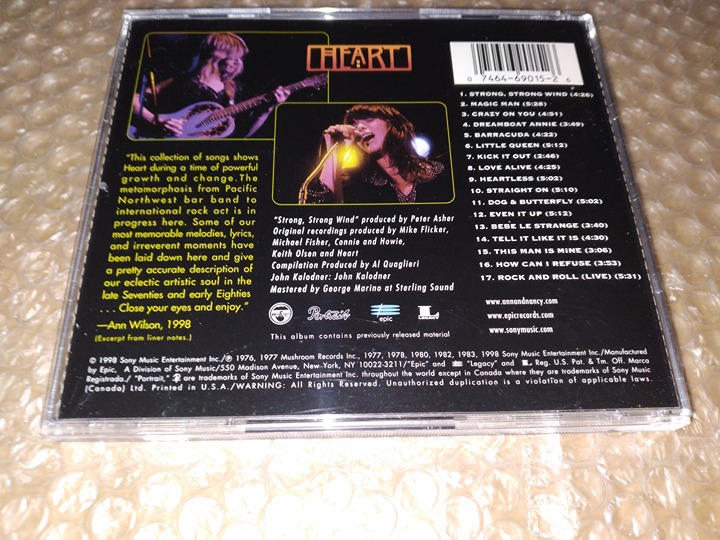 HEART
0 7464-69015-2 6
1. STRONG, STRONG WIND (4:26)
2. MAGIC MAN (5:28)
3. CRAZY ON YOU (4:51)
4. DREAMBOAT ANNIE (3:49)
5. BARRACUDA (4:22)
6. LITTLE QUEEN (5:12)
7. KICK IT OUT (2:46)
8. LOVE ALIVE (4:25)
9. HEARTLESS (5:02)
10. STRAIGHT ON (5:10)
11. DOG & BUTTERFLY (5:02)
12. EVEN IT UP (5:12)
13. BEBE LE STRANGE (3:40)
14. TELL IT LIKE IT IS (4:30)
15. THIS MAN IS MINE (3:06)
16. HOW CAN I REFUSE (3:53)
17. ROCK AND ROLL (LIVE) (5:31)
"This collection of songs shows
Heart during a time of powerful
growth and change. The
metamorphosis from Pacific
Northwest bar band to
international rock act is in
progress here. Some of our
most memorable melodies, lyrics,
and irreverent moments have
been laid down here and give
a pretty accurate description of
our eclectic artistic soul in the
late Seventies and early Eighties
. . . Close your eyes and enjoy."
—Ann Wilson, 1998
(Excerpt from liner notes.)
"Strong, Strong Wind" produced by Peter Asher
Original recordings produced by Mike Flicker,
Michael Fisher, Connie and Howie,
Keith Olsen and Heart
Compilation Produced by Al Quaglieri
John Kalodner: John Kalodner
Mastered by George Marino at Sterling Sound
Portrait
epic
LEGACY
This album contains previously released material
www.annandnancy.com
www.epicrecords.com
www.sonymusic.com
© 1998 Sony Music Entertainment Inc./℗ 1976, 1977 Mushroom Records Inc., 1977, 1978, 1980, 1982, 1983, 1998 Sony Music Entertainment Inc./Manufactured
by Epic, A Division of Sony Music/550 Madison Avenue, New York, NY 10022-3211/"Epic" and "Legacy" and Reg. U.S. Pat. & Tm. Off. Marca
Registrada./ "Portrait," are trademarks of Sony Music Entertainment Inc. throughout the world except in Canada where they are trademarks of Sony Music
(Canada) Ltd. Printed in U.S.A./WARNING: All Rights Reserved. Unauthorized duplication is a violation of applicable laws.